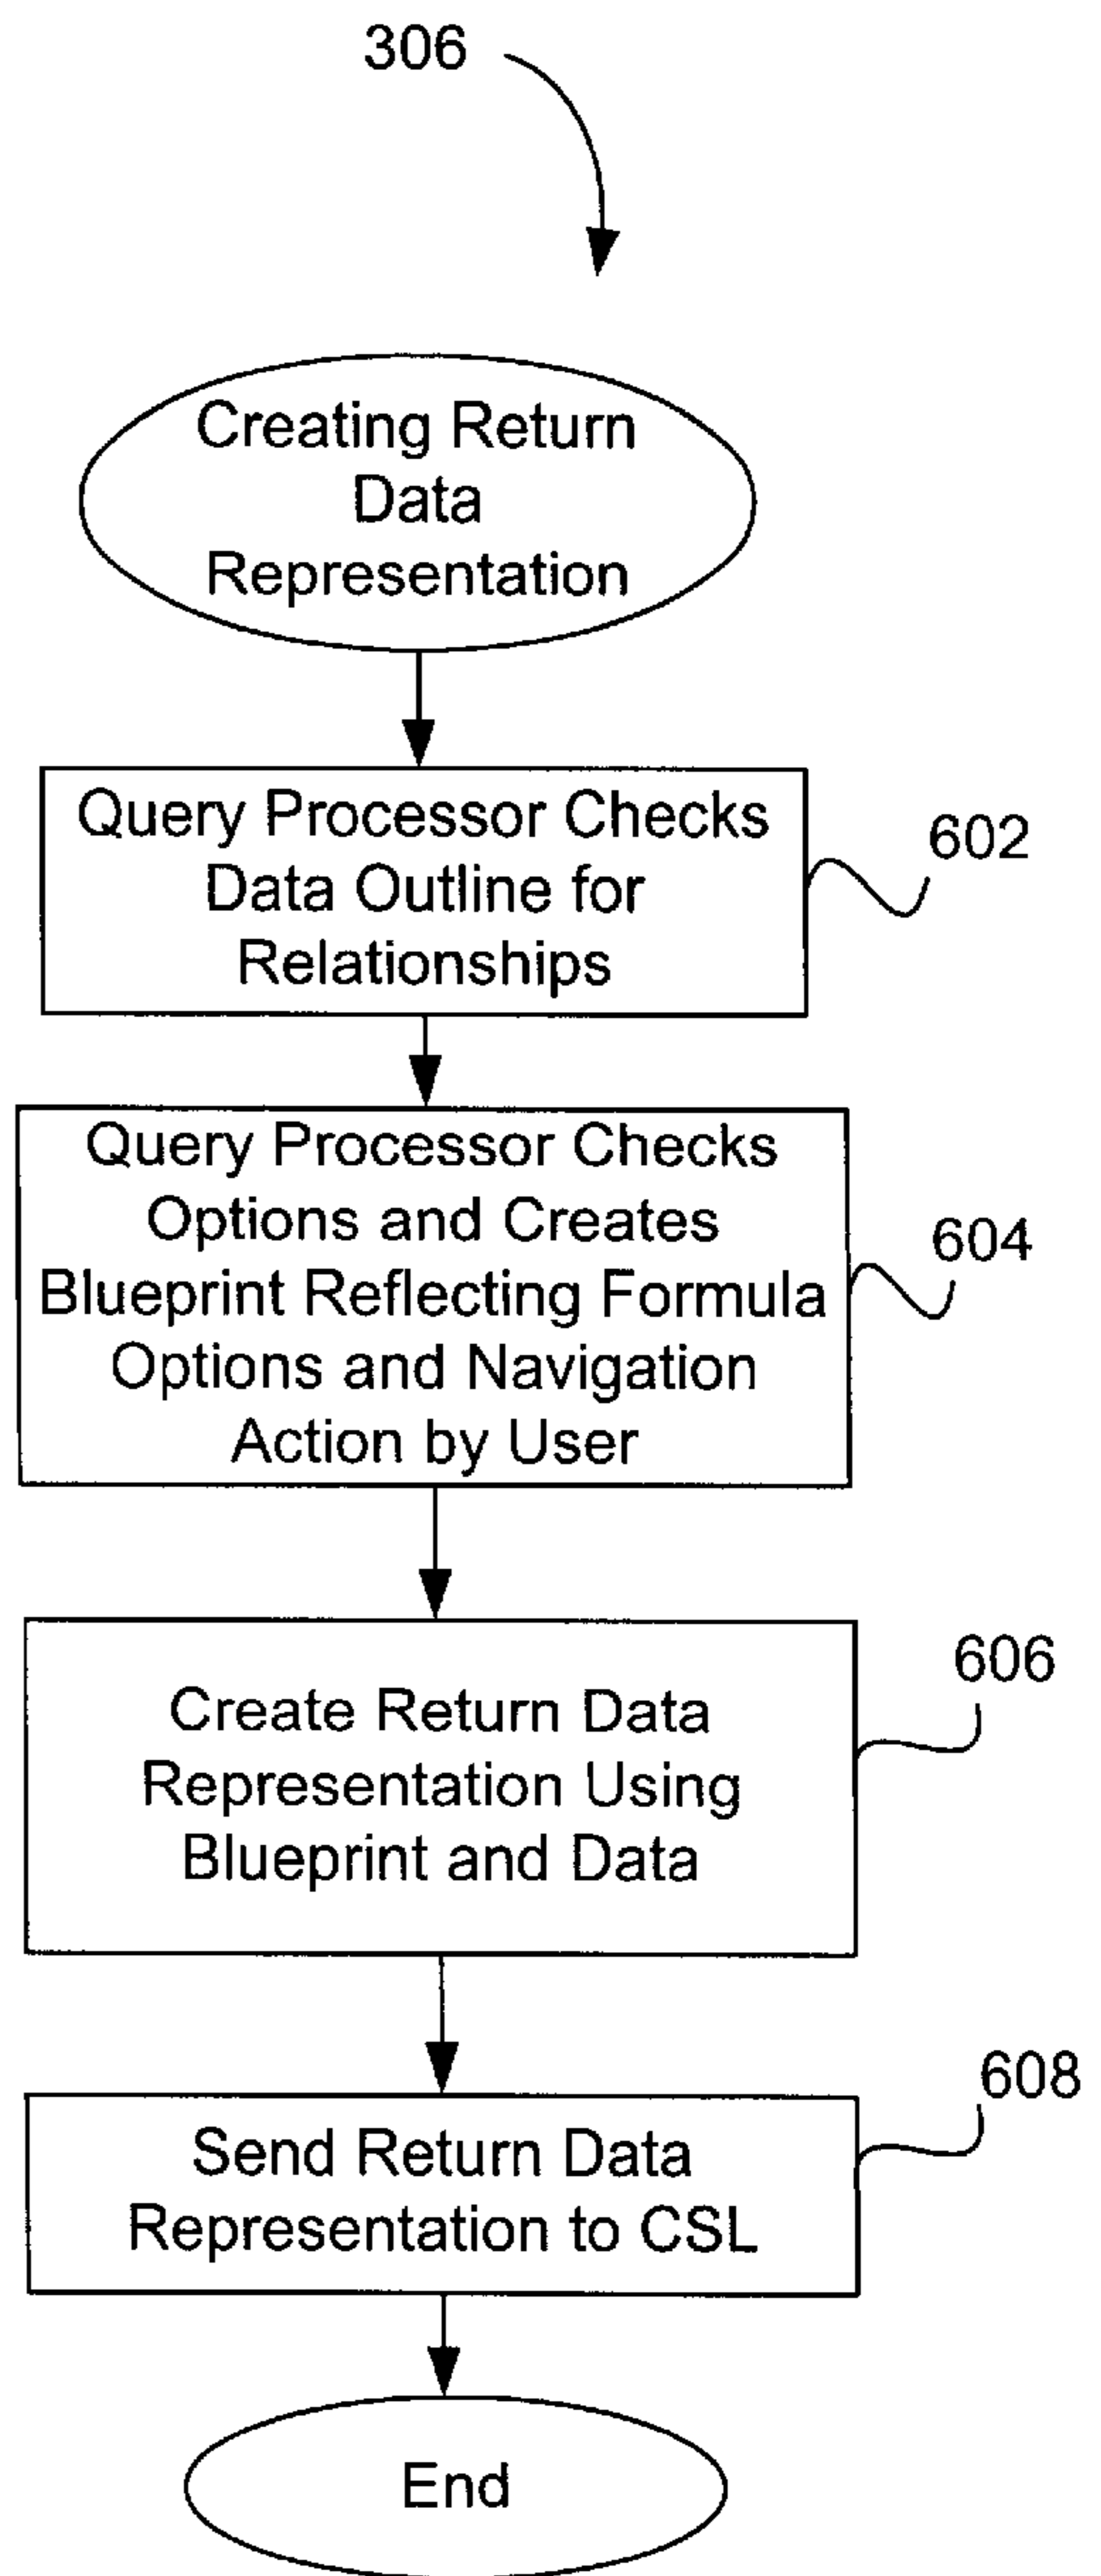 306
Creating Return
Data
Representation
Query Processor Checks
Data Outline for
Relationships
602
Query Processor Checks
Options and Creates
Blueprint Reflecting Formula
Options and Navigation
Action by User
604
Create Return Data
Representation Using
Blueprint and Data
606
Send Return Data
Representation to CSL
608
End